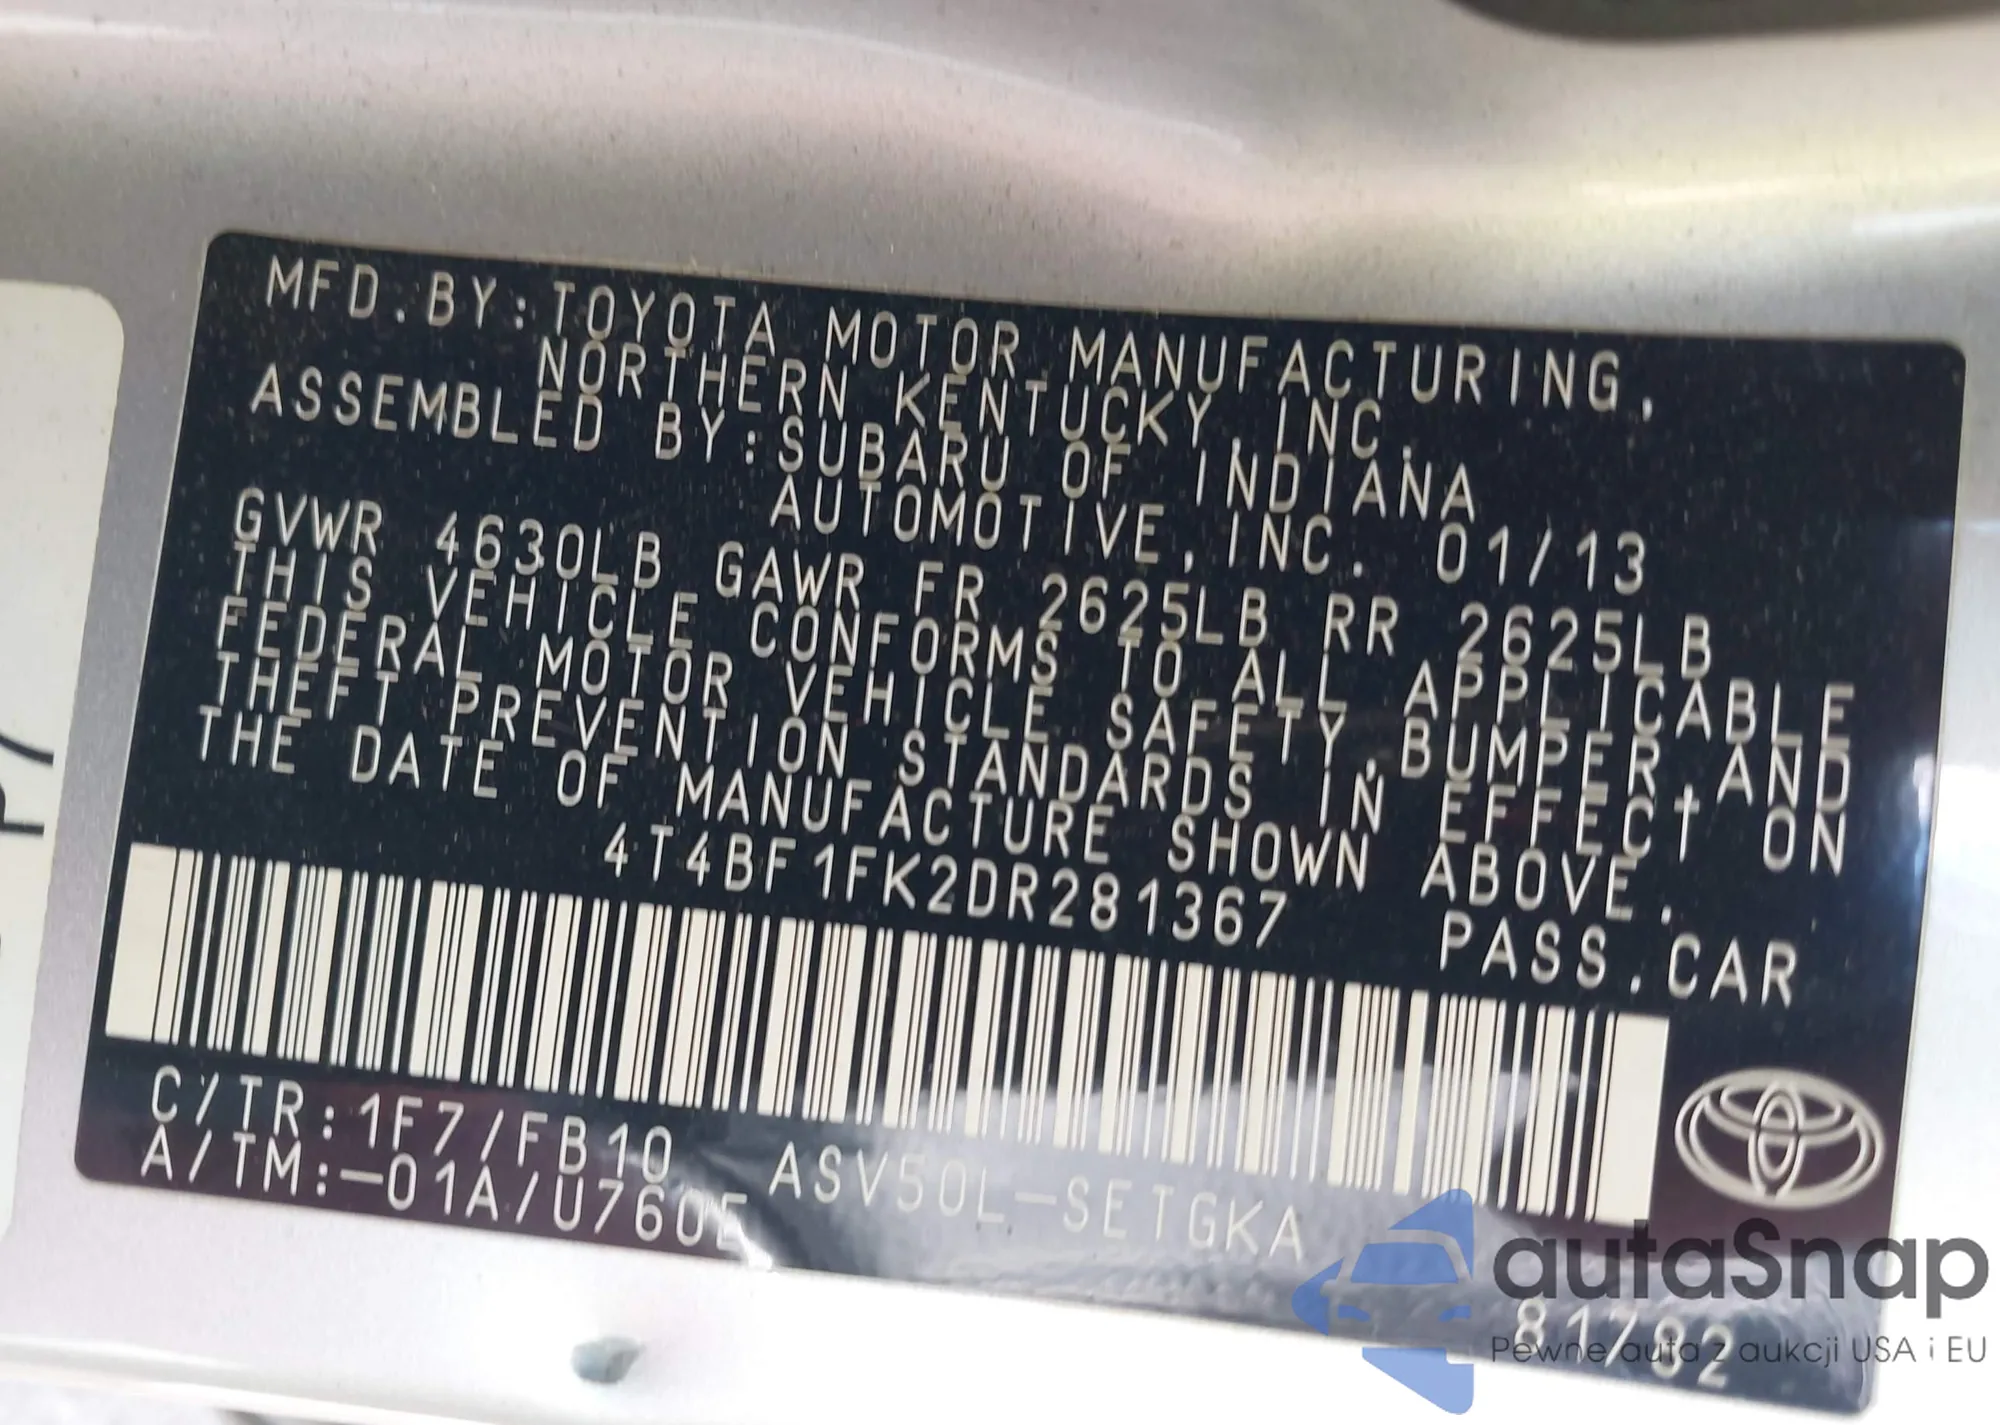 MFD.BY:TOYOTA MOTOR MANUFACTURING,
NORTHERN KENTUCKY,INC.
ASSEMBLED BY:SUBARU OF INDIANA
AUTOMOTIVE,INC. 01/13
GVWR 4630LB GAWR FR 2625LB RR 2625LB
THIS VEHICLE CONFORMS TO ALL APPLICABLE
FEDERAL MOTOR VEHICLE SAFETY,BUMPER,AND
THEFT PREVENTION STANDARDS IN EFFECT ON
THE DATE OF MANUFACTURE SHOWN ABOVE.
4T4BF1FK2DR281367 PASS.CAR
C/TR:1F7/FB10 ASV50L-SETGKA
A/TM:-01A/U760E
81782
autaSnap
Pewne auta z aukcji USA i EU